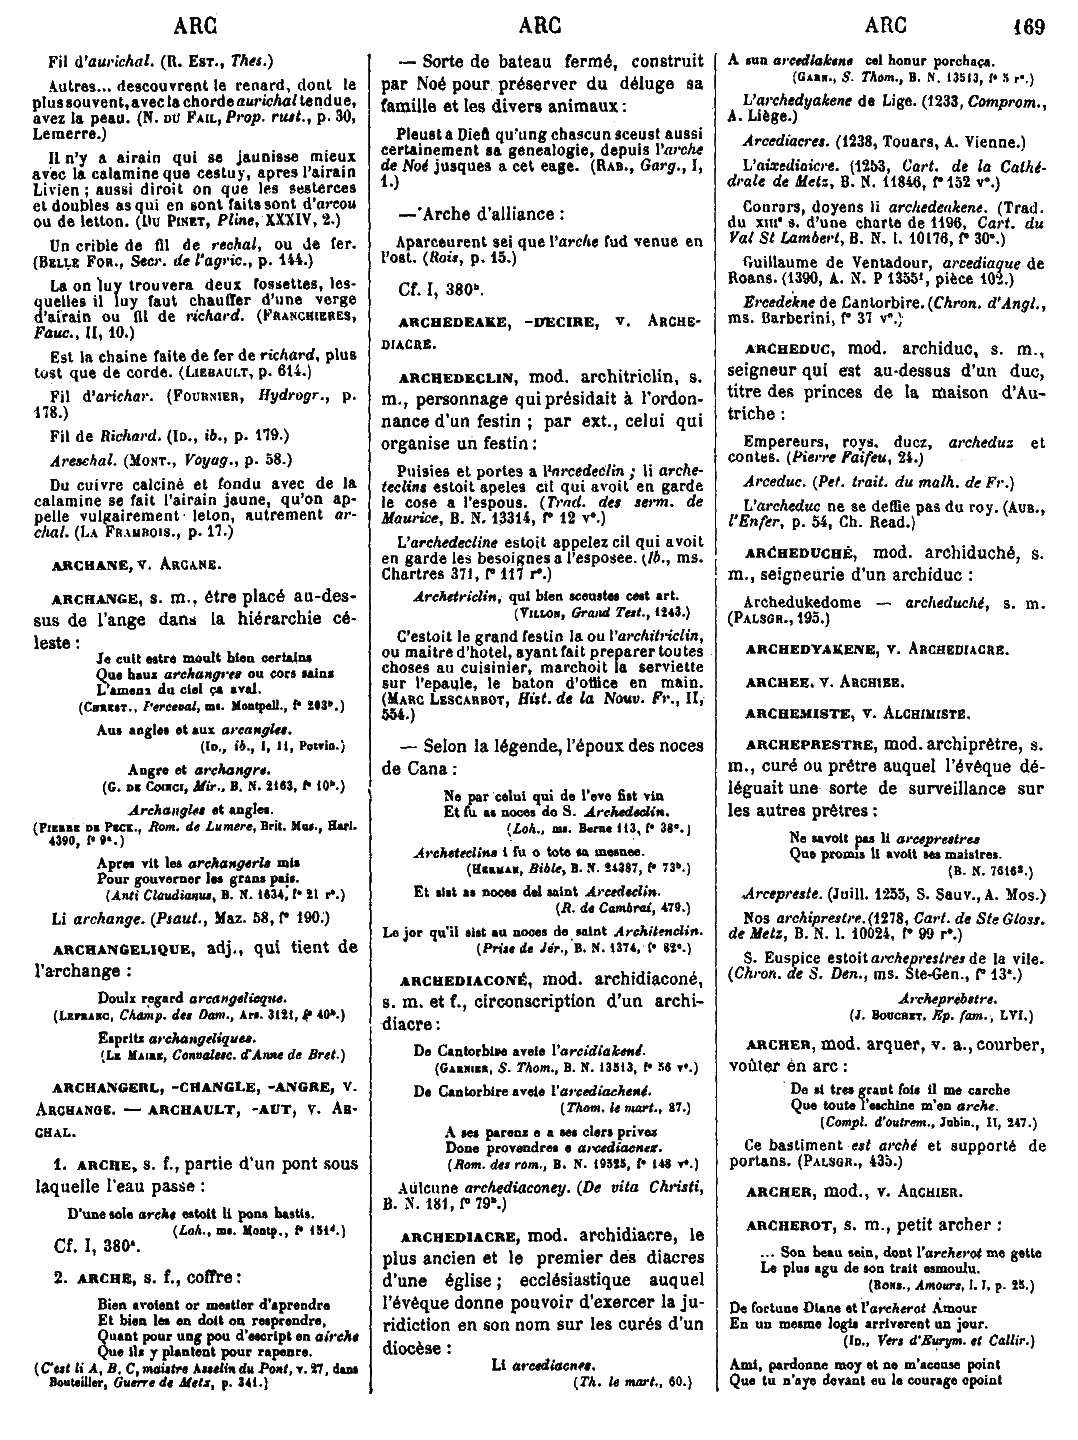 ARC
ARC
ARC
169
Fil d'aurichal. (R. EST., Thes.)
Autres... descouvrent le renard, dont le
plus souvent, avec la chorde aurichal tendue,
avez la peau. (N. DU FAIL, Prop. rust., p. 30,
Lemerre.)
Il n'y a airain qui se jaunisse mieux
avec la calamine que cestuy, apres l'airain
Livien ; aussi diroit on que les sesterces
et doubles as qui en sont faits sont d'arcou
ou de letton. (DU PINET, Pline, XXXIV, 2.)
Un crible de fil de rechal, ou de fer.
(BELLE FOR., Secr. de l'agric., p. 144.)
La on luy trouvera deux fossettes, les-
quelles il luy faut chauffer d'une verge
d'airain ou fil de richard. (FRANCHIERES,
Fauc., II, 10.)
Est la chaine faite de fer de richard, plus
tost que de corde. (LIEBAULT, p. 614.)
Fil d'arichar. (FOURNIER, Hydrogr., p.
178.)
Fil de Richard. (ID., ib., p. 179.)
Areschal. (MONT., Voyag., p. 58.)
Du cuivre calciné et fondu avec de la
calamine se fait l'airain jaune, qu'on ap-
pelle vulgairement leton, autrement ar-
chal. (LA FRAMBOIS., p. 17.)
ARCHANE, V. ARCANE.
ARCHANGE, s. m., être placé au-des-
sus de l'ange dans la hiérarchie cé-
leste :
Je cuit estre moult bien certains
Que haux archangres ou cors sains
L'amena du ciel ça aval.
(CHREST., Perceval, ms. Montpell., f° 203b.)
Aus angles et aux arcangles.
(ID., ib., I, 11, Potvin.)
Angre et archangre.
(G. DE COINCI, Mir., B. N. 2163, f° 10b.)
Archangles et angles.
(PIERRE DE PECK., Rom. de Lumere, Brit. Mus., Harl.
4390, f° 9a.)
Apres vit les archangerls mis
Pour gouverner les grans pais.
(Anti Claudianus, B. N. 1634, f° 21 r°.)
Li archange. (Psaut., Maz. 58, f° 190.)
ARCHANGELIQUE, adj., qui tient de
l'archange :
Doulx regard arcangelicque.
(LEFRANC, Champ. des Dam., Ars. 3121, f° 40b.)
Espritz archangeliques.
(LE MAIRE, Convalesc. d'Anne de Bret.)
ARCHANGERL, -CHANGLE, -ANGRE, V.
ARCHANGE. — ARCHAULT, -AUT, V. AR-
CHAL.
1. ARCHE, s. f., partie d'un pont sous
laquelle l'eau passe :
D'une sole arche estoit li pons bastis.
(Loh., ms. Montp., f° 151d.)
Cf. I, 380a.
2. ARCHE, s. f., coffre :
Bien avoient or mestier d'aprendre
Et bien les en doit on resprendre,
Quant pour ung pou d'escript en airche
Que ils y plantent pour rapenre.
(C'est li A, B, C, maistre Asselin du Pont, v. 27, dans
Bouteiller, Guerre de Metz, p. 341.)
— Sorte de bateau fermé, construit
par Noé pour préserver du déluge sa
famille et les divers animaux :
Pleust a Dieu qu'ung chascun sceust aussi
certainement sa genealogie, depuis l'arche
de Noé jusques a cet eage. (RAB., Garg., I,
1.)
— Arche d'alliance :
Aparceurent sei que l'arche fud venue en
l'ost. (Rois, p. 15.)
Cf. I, 380b.
ARCHEDEAKE, -DECIRE, V. ARCHE-
DIACRE.
ARCHEDECLIN, mod. architriclin, s.
m., personnage qui présidait à l'ordon-
nance d'un festin ; par ext., celui qui
organise un festin :
Puisies et portes a l'arcedeclin ; li arche-
teclins estoit apeles cil qui avoit en garde
le cose a l'espous. (Trad. des serm. de
Maurice, B. N. 13314, f° 12 v°.)
L'archedecline estoit appelez cil qui avoit
en garde les besoignes a l'esposee. (Ib., ms.
Chartres 371, f° 117 r°.)
Archetriclin, qui bien sceustes cest art.
(VILLON, Grand Test., 1243.)
C'estoit le grand festin la ou l'architriclin,
ou maitre d'hotel, ayant fait preparer toutes
choses au cuisinier, marchoit la serviette
sur l'epaule, le baton d'office en main.
(MARC LESCARBOT, Hist. de la Nouv. Fr., II,
554.)
— Selon la légende, l'époux des noces
de Cana :
Ne par celui qui de l'eve fist vin
Et fu as noces do S. Archedeclin.
(Loh., ms. Berne 113, f° 38c.)
Archeteclins i fu o tote sa mesnee.
(HERMAN, Bible, B. N. 24387, f° 73b.)
Et sist as noces del saint Arcedeclin.
(R. de Cambrai, 479.)
Le jor qu'il sist au noces de saint Architenclin.
(Prise de Jér., B. N. 1374, f° 82c.)
ARCHEDIACONÉ, mod. archidiaconé,
s. m. et f., circonscription d'un archi-
diacre :
De Cantorbire aveie l'arcidiakené.
(GARNIER, S. Thom., B. N. 13513, f° 56 v°.)
De Cantorbire aveie l'arcediachené.
(Thom. le mart., 27.)
A ses parenz e a ses clers privez
Done provendres e arcediacnez.
(Rom. des rom., B. N. 19525, f° 148 v°.)
Aulcune archediaconey. (De vita Christi,
B. N. 181, f° 79b.)
ARCHEDIACRE, mod. archidiacre, le
plus ancien et le premier des diacres
d'une église ; ecclésiastique auquel
l'évêque donne pouvoir d'exercer la ju-
ridiction en son nom sur les curés d'un
diocèse :
Li arcediacnes.
(Th. le mart., 60.)
A sun arcedlakene cel honur porchaça.
(GARN., S. Thom., B. N. 13513, f° 5 r°.)
L'archedyakene de Lige. (1233, Comprom.,
A. Liège.)
Arcediacres. (1238, Touars, A. Vienne.)
L'aixediaicre. (1253, Cart. de la Cathé-
drale de Metz, B. N. 11846, f° 152 v°.)
Conrars, doyens li archedeakene. (Trad.
du XIIIe s. d'une charte de 1196, Cart. du
Val St Lambert, B. N. l. 10176, f° 30c.)
Guillaume de Ventadour, arcediaque de
Roans. (1390, A. N. P 1355¹, pièce 102.)
Ercedekne de Cantorbire. (Chron. d'Angl.,
ms. Barberini, f° 37 v°.)
ARCHEDUC, mod. archiduc, s. m.,
seigneur qui est au-dessus d'un duc,
titre des princes de la maison d'Au-
triche :
Empereurs, roys, ducz, archeduz et
contes. (Pierre Faifeu, 24.)
Arceduc. (Pet. trait. du malh. de Fr.)
L'archeduc ne se deffie pas du roy. (AUB.,
l'Enfer, p. 54, Ch. Read.)
ARCHEDUCHÉ, mod. archiduché, s.
m., seigneurie d'un archiduc :
Archedukedome — archeduché, s. m.
(PALSGR., 195.)
ARCHEDYAKENE, V. ARCHEDIACRE.
ARCHEE. V. ARCHIEE.
ARCHEMISTE, V. ALCHIMISTE.
ARCHEPRESTRE, mod. archiprêtre, s.
m., curé ou prêtre auquel l'évêque dé-
léguait une sorte de surveillance sur
les autres prêtres :
Ne savoit pas li arceprestres
Que promis li avoit ses maistres.
(B. N. 7616².)
Arcepreste. (Juill. 1255, S. Sauv., A. Mos.)
Nos archiprestre. (1278, Cart. de Ste Gloss.
de Metz, B. N. l. 10024, f° 99 r°.)
S. Euspice estoit archeprestres de la vile.
(Chron. de S. Den., ms. Ste-Gen., f° 13a.)
Archeprebstre.
(J. BOUCHET, Ep. fam., LVI.)
ARCHER, mod. arquer, v. a., courber,
voûter en arc :
De si tres grant fois il me carche
Que toute l'eschine m'en arche.
(Compl. d'outrem., Jubin., II, 247.)
Ce bastiment est arché et supporté de
portans. (PALSGR., 435.)
ARCHER, mod., V. ARCHIER.
ARCHEROT, s. m., petit archer :
... Son beau sein, dont l'archerot me gette
Le plus agu de son trait esmoulu.
(RONS., Amours, l. I, p. 25.)
De fortune Diane et l'archerot Amour
En un mesme logis arriverent un jour.
(ID., Vers d'Eurym. et Callir.)
Ami, pardonne moy et ne m'acouse point
Que tu n'aye devant eu le courage epoint